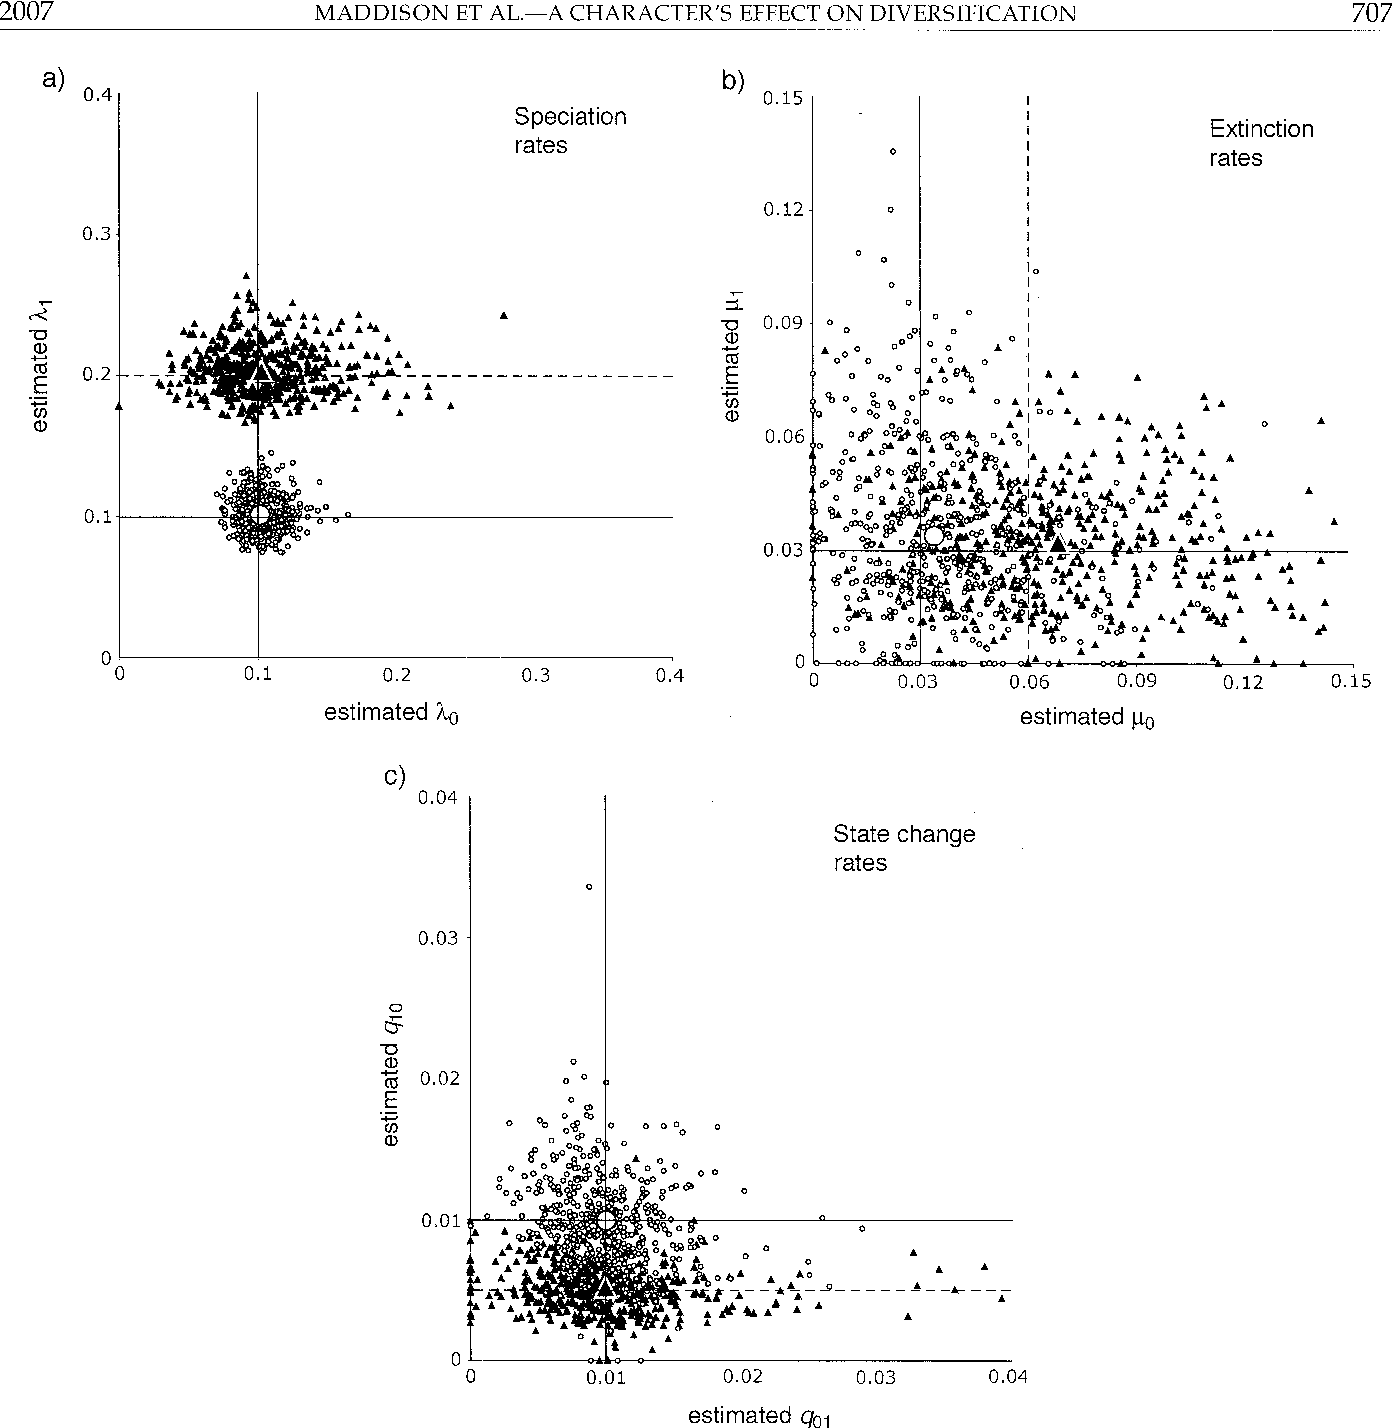 2007 MADDISON ET AL.—A CHARACTER'S EFFECT ON DIVERSIFICATION 707
a)
Speciation
rates
0.4
0.3
0.2
0.1
0
estimated λ1
0 0.1 0.2 0.3 0.4
estimated λ0
b)
Extinction
rates
0.15
0.12
0.09
0.06
0.03
0
estimated μ1
0 0.03 0.06 0.09 0.12 0.15
estimated μ0
c)
State change
rates
0.04
0.03
0.02
0.01
0
estimated q10
0 0.01 0.02 0.03 0.04
estimated q01